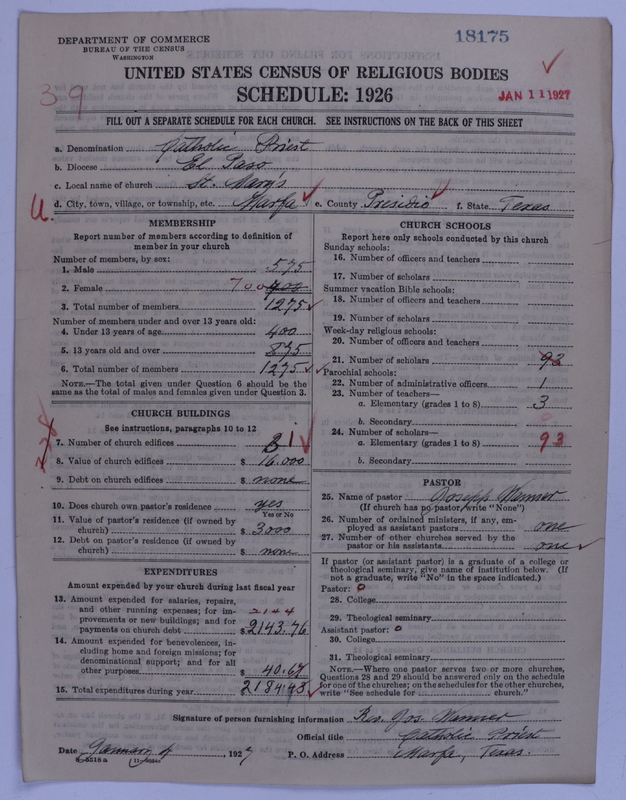 18175
DEPARTMENT OF COMMERCE
BUREAU OF THE CENSUS
WASHINGTON
UNITED STATES CENSUS OF RELIGIOUS BODIES
SCHEDULE: 1926
39
JAN 11 1927
FILL OUT A SEPARATE SCHEDULE FOR EACH CHURCH. SEE INSTRUCTIONS ON THE BACK OF THIS SHEET
a. Denomination Catholic Priest
b. Diocese El Paso,
c. Local name of church St. Mary's
d. City, town, village, or township, etc. Marfa e. County Presidio f. State Texas
U.
MEMBERSHIP
Report number of members according to definition of
member in your church
Number of members, by sex:
1. Male 575
2. Female 700
3. Total number of members 1275
Number of members under and over 13 years old:
4. Under 13 years of age 400
5. 13 years old and over 875
6. Total number of members 1275
NOTE.—The total given under Question 6 should be the
same as the total of males and females given under Question 3.
CHURCH BUILDINGS
See instructions, paragraphs 10 to 12
7. Number of church edifices 1
8. Value of church edifices $ 16.000
9. Debt on church edifices $ none
10. Does church own pastor's residence yes
Yes or No
11. Value of pastor's residence (if owned by
church) $ 3000
12. Debt on pastor's residence (if owned by
church) $ none
EXPENDITURES
Amount expended by your church during last fiscal year
13. Amount expended for salaries, repairs,
and other running expenses; for im- 2144
provements or new buildings; and for
payments on church debt $ 2143.76
14. Amount expended for benevolences, in-
cluding home and foreign missions; for
denominational support; and for all
other purposes $ 40.67
15. Total expenditures during year 2184.43
CHURCH SCHOOLS
Report here only schools conducted by this church
Sunday schools:
16. Number of officers and teachers
17. Number of scholars
Summer vacation Bible schools:
18. Number of officers and teachers
19. Number of scholars
Week-day religious schools:
20. Number of officers and teachers
21. Number of scholars 93
Parochial schools:
22. Number of administrative officers 1
23. Number of teachers—
a. Elementary (grades 1 to 8) 3
b. Secondary 0
24. Number of scholars—
a. Elementary (grades 1 to 8) 93
b. Secondary
PASTOR
25. Name of pastor Joseph Wanner
(If church has no pastor, write "None")
26. Number of ordained ministers, if any, em-
ployed as assistant pastors one
27. Number of other churches served by the
pastor or his assistants one
If pastor (or assistant pastor) is a graduate of a college or
theological seminary, give name of institution below. (If
not a graduate, write "No" in the space indicated.)
Pastor: 0
28. College
29. Theological seminary
Assistant pastor: 0
30. College
31. Theological seminary
NOTE.—Where one pastor serves two or more churches,
Questions 28 and 29 should be answered only on the schedule
for one of the churches; on the schedules for the other churches,
write "See schedule for church."
Signature of person furnishing information Rev. Jos. Wanner
Official title Catholic Priest
Date January , 1927 P. O. Address Marfa, Texas.
8-5518 a